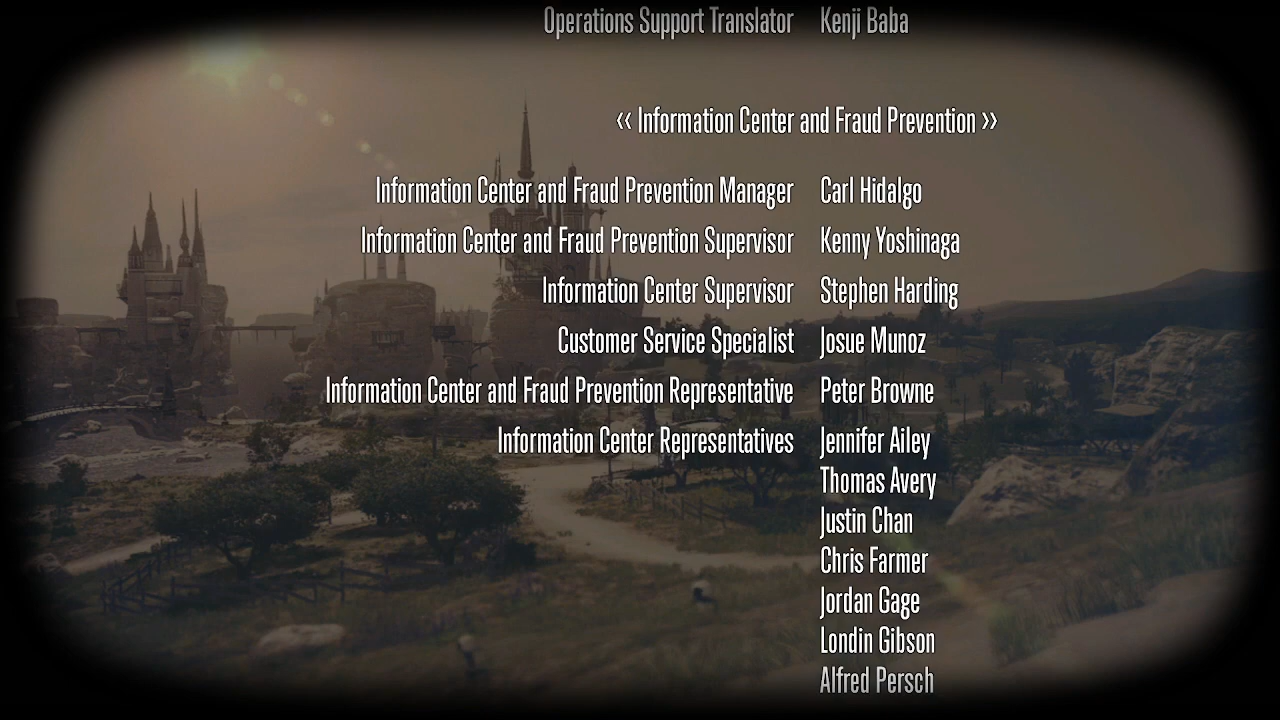 Operations Support Translator Kenji Baba
<< Information Center and Fraud Prevention >>
Information Center and Fraud Prevention Manager Carl Hidalgo
Information Center and Fraud Prevention Supervisor Kenny Yoshinaga
Information Center Supervisor Stephen Harding
Customer Service Specialist Josue Munoz
Information Center and Fraud Prevention Representative Peter Browne
Information Center Representatives Jennifer Ailey
Thomas Avery
Justin Chan
Chris Farmer
Jordan Gage
Londin Gibson
Alfred Persch